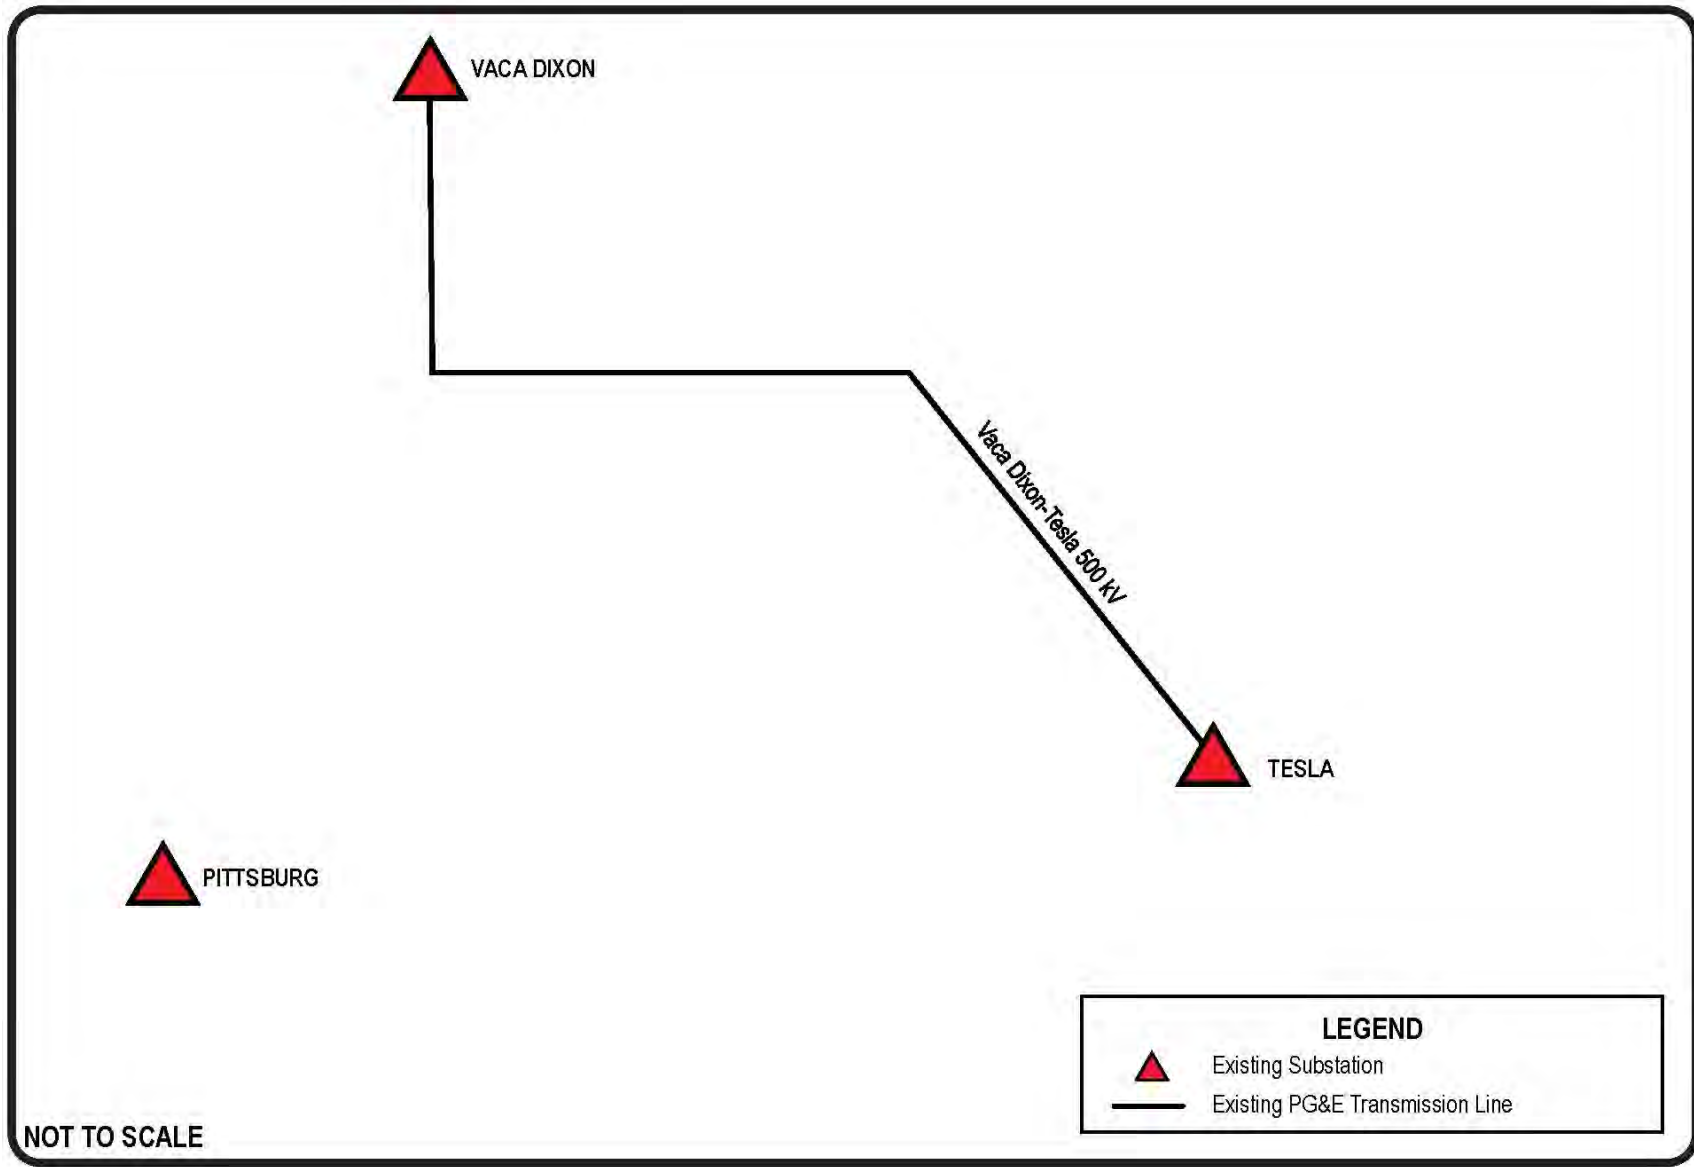 VACA DIXON
Vaca Dixon-Tesla 500 kV
TESLA
PITTSBURG
LEGEND
Existing Substation
Existing PG&E Transmission Line
NOT TO SCALE